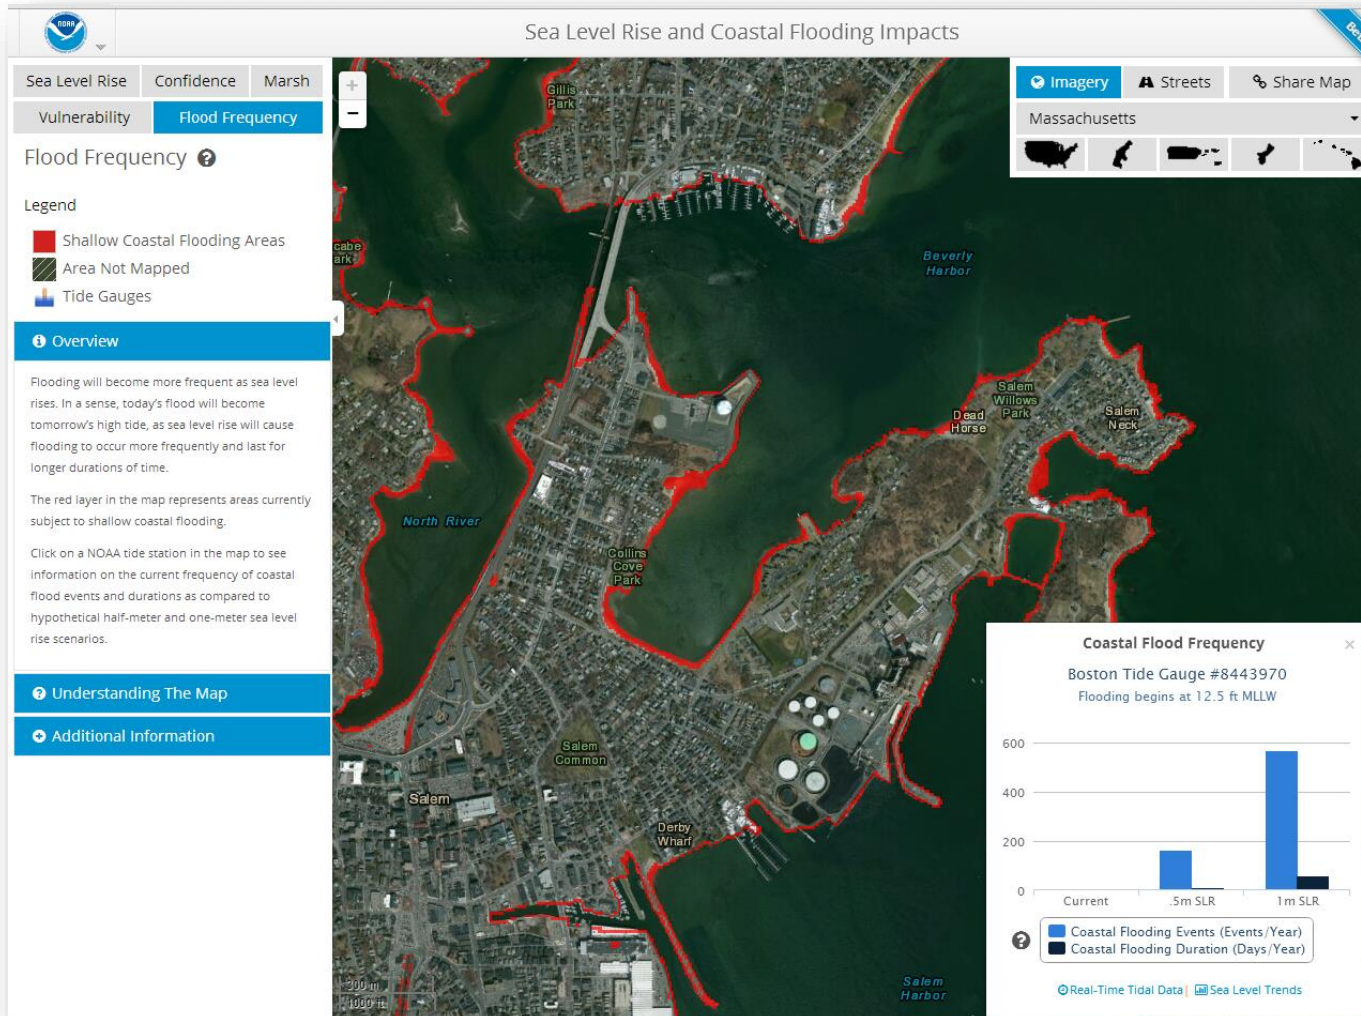 NOAA
Sea Level Rise and Coastal Flooding Impacts
Sea Level Rise
Confidence
Marsh
Vulnerability
Flood Frequency
Flood Frequency ?
Legend
Shallow Coastal Flooding Areas
Area Not Mapped
Tide Gauges
Overview
Flooding will become more frequent as sea level
rises. In a sense, today's flood will become
tomorrow's high tide, as sea level rise will cause
flooding to occur more frequently and last for
longer durations of time.
The red layer in the map represents areas currently
subject to shallow coastal flooding.
Click on a NOAA tide station in the map to see
information on the current frequency of coastal
flood events and durations as compared to
hypothetical half-meter and one-meter sea level
rise scenarios.
Understanding The Map
Additional Information
+
−
Imagery
Streets
Share Map
Massachusetts
Gillis
Park
cabe
ark
Beverly
Harbor
Salem
Willows
Park
Dead
Horse
Salem
Neck
North River
Collins
Cove
Park
Salem
Common
Salem
Derby
Wharf
Salem
Harbor
300 m
1000 ft
Coastal Flood Frequency ×
Boston Tide Gauge #8443970
Flooding begins at 12.5 ft MLLW
600
400
200
0
Current
.5m SLR
1m SLR
Coastal Flooding Events (Events/Year)
Coastal Flooding Duration (Days/Year)
Real-Time Tidal Data | Sea Level Trends